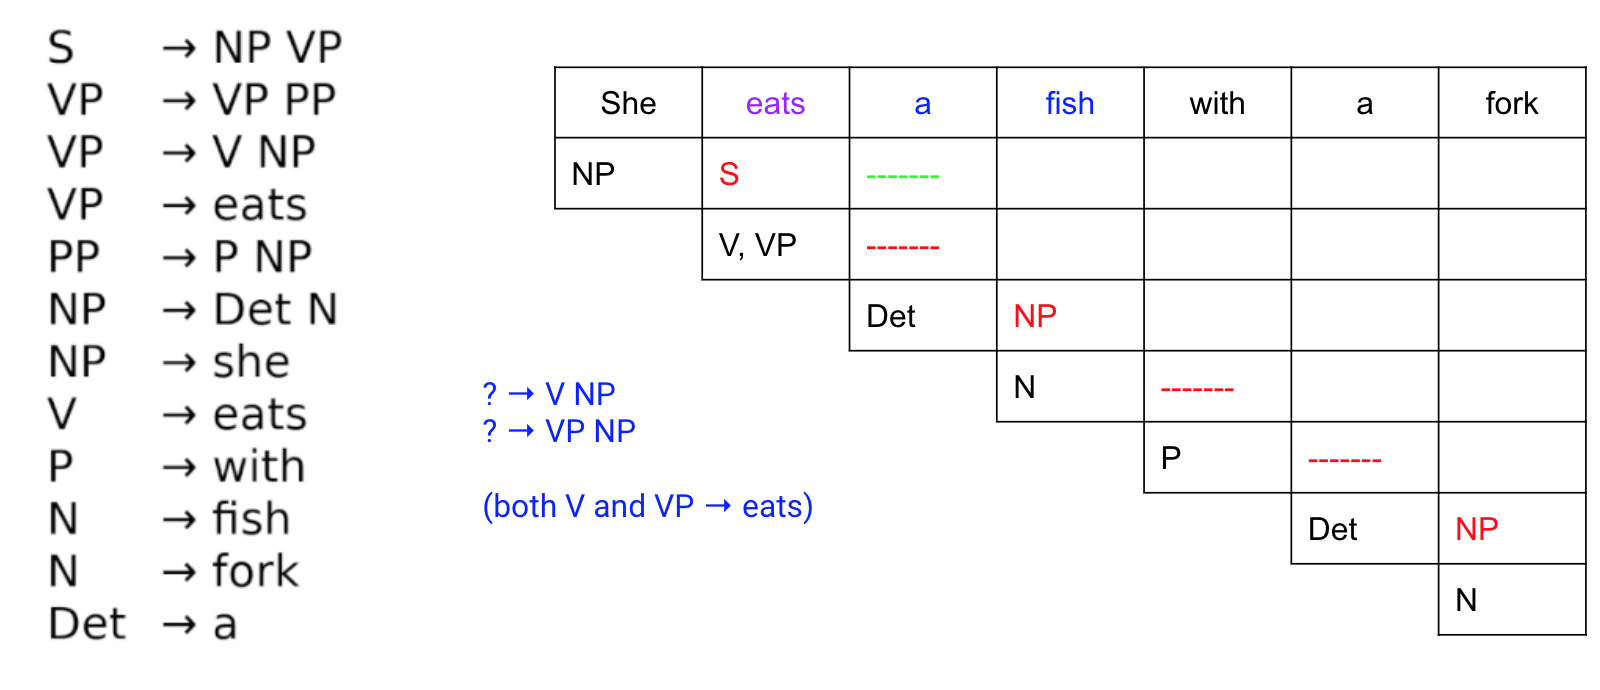 S → NP VP
VP → VP PP
VP → V NP
VP → eats
PP → P NP
NP → Det N
NP → she
V → eats
P → with
N → fish
N → fork
Det → a
? → V NP
? → VP NP
(both V and VP → eats)
She eats a fish with a fork
NP S -------
V, VP -------
Det NP
N -------
P -------
Det NP
N